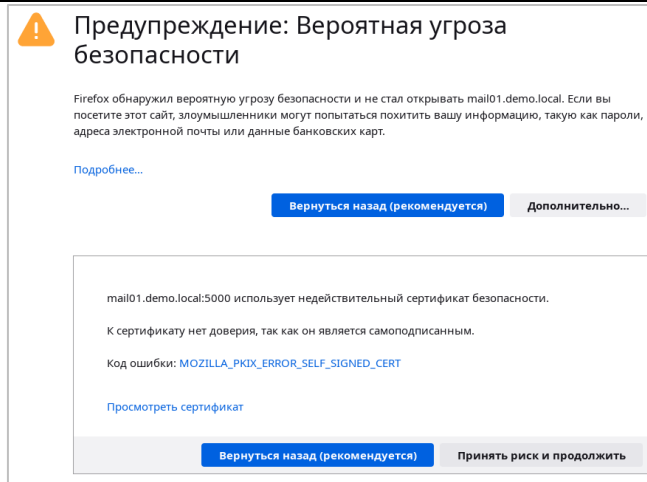 Предупреждение: Вероятная угроза
безопасности
Firefox обнаружил вероятную угрозу безопасности и не стал открывать mail01.demo.local. Если вы
посетите этот сайт, злоумышленники могут попытаться похитить вашу информацию, такую как пароли,
адреса электронной почты или данные банковских карт.
Подробнее...
Вернуться назад (рекомендуется) Дополнительно...
mail01.demo.local:5000 использует недействительный сертификат безопасности.
К сертификату нет доверия, так как он является самоподписанным.
Код ошибки: MOZILLA_PKIX_ERROR_SELF_SIGNED_CERT
Просмотреть сертификат
Вернуться назад (рекомендуется) Принять риск и продолжить